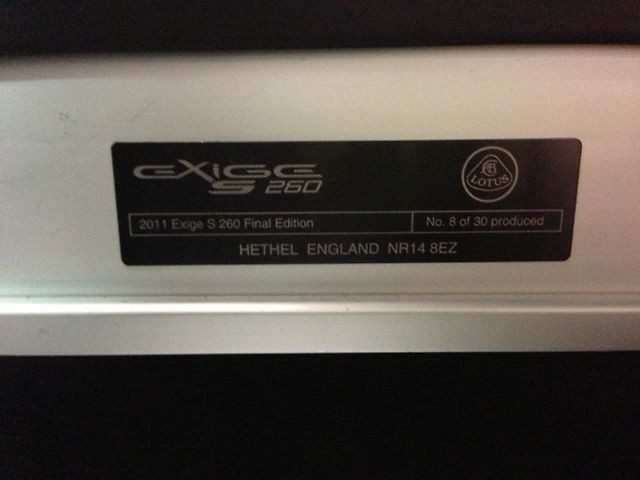 EXIGE
S 260
LOTUS
2011 Exige S 260 Final Edition
No. 8 of 30 produced
HETHEL ENGLAND NR14 8EZ